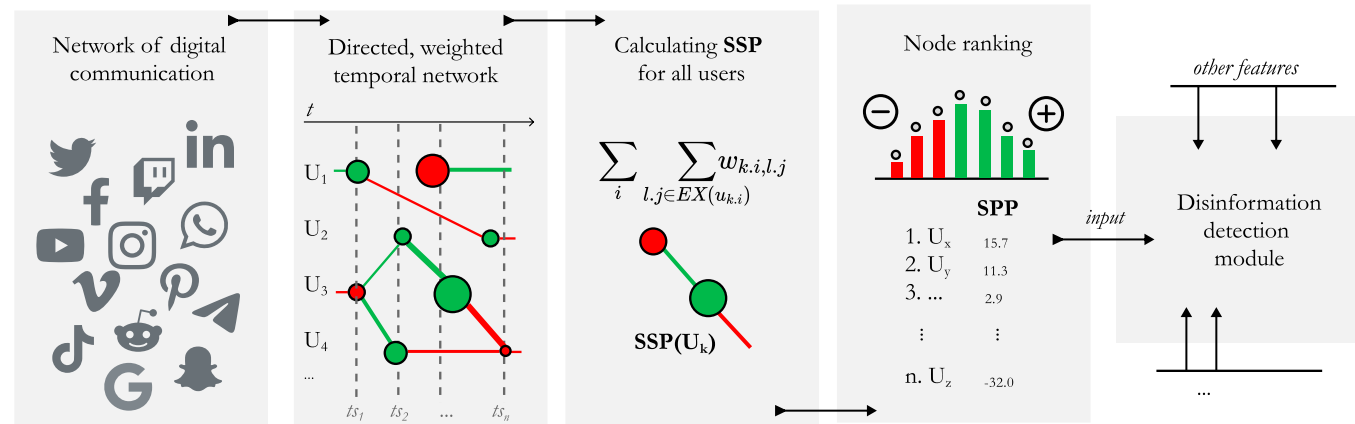 Network of digital
communication
in
Directed, weighted
temporal network
t
U1
U2
U3
U4
...
ts1 ts2 ... tsn
Calculating SSP
for all users
∑i ∑l.j∈EX(uk.i) wk.i,l.j
SSP(Uk)
Node ranking
− +
SPP
1. Ux 15.7
2. Uy 11.3
3. ... 2.9
⋮ ⋮
n. Uz -32.0
input
other features
Disinformation
detection
module
...